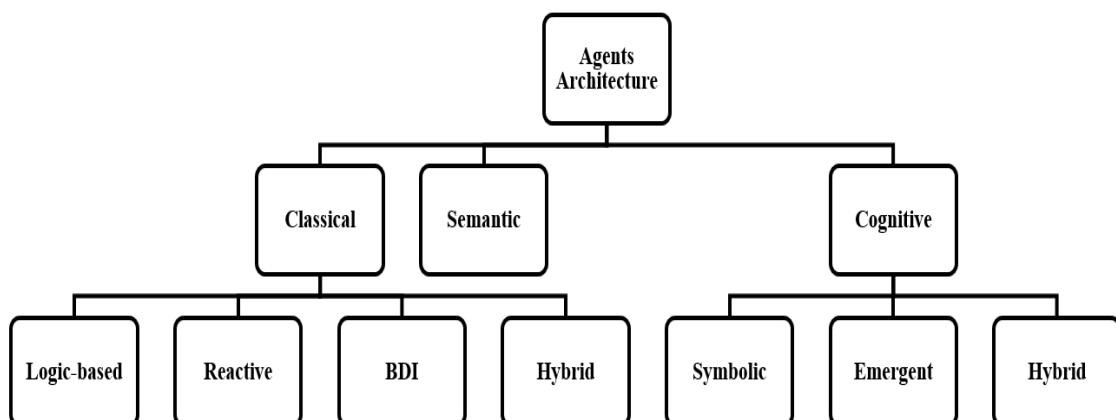 Agents
Architecture
Classical
Semantic
Cognitive
Logic-based
Reactive
BDI
Hybrid
Symbolic
Emergent
Hybrid